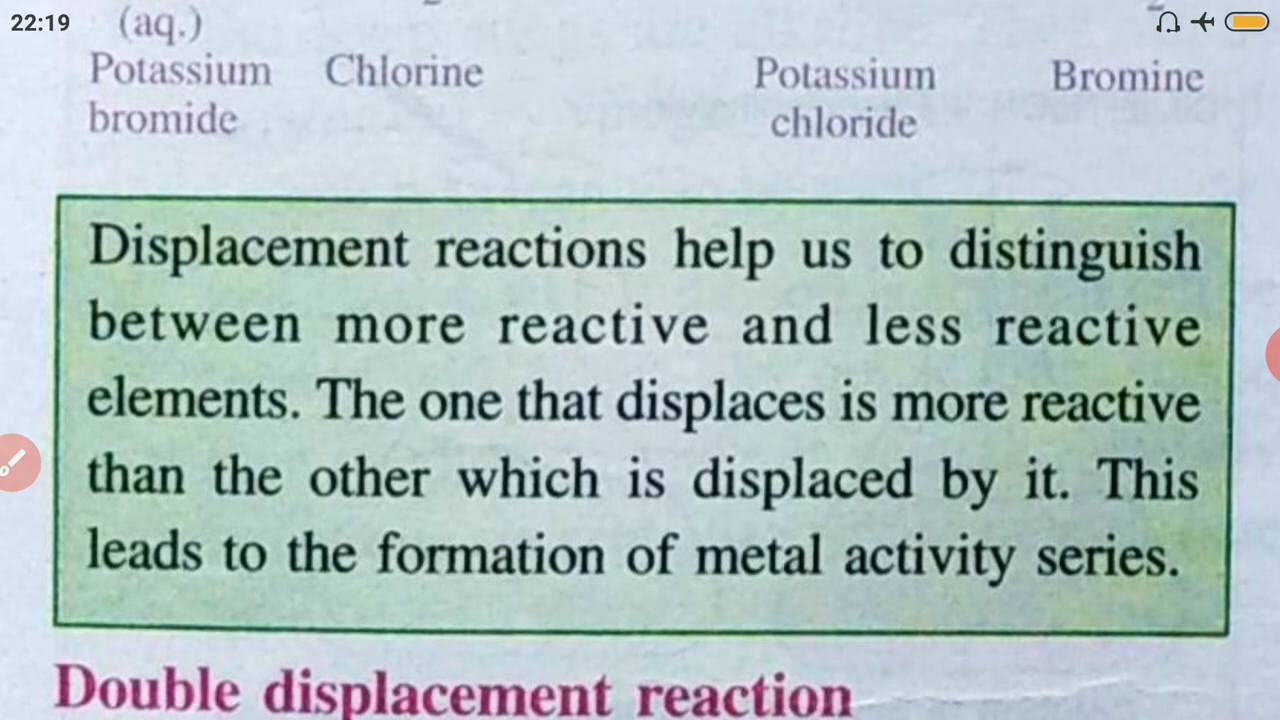 22:19
(aq.)
Potassium Chlorine Potassium Bromine
bromide chloride
Displacement reactions help us to distinguish
between more reactive and less reactive
elements. The one that displaces is more reactive
than the other which is displaced by it. This
leads to the formation of metal activity series.
Double displacement reaction